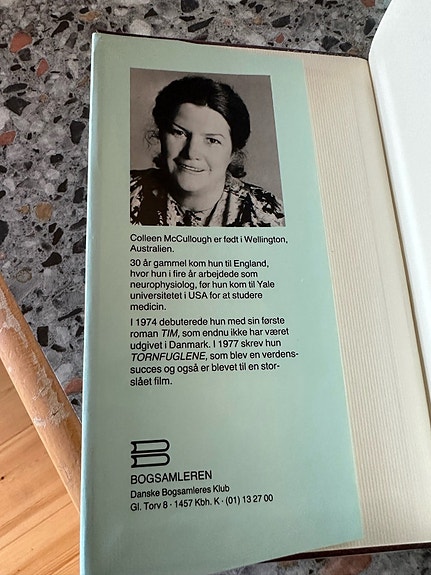 Colleen McCullough er født i Wellington,
Australien.
30 år gammel kom hun til England,
hvor hun i fire år arbejdede som
neurophysiolog, før hun kom til Yale
universitetet i USA for at studere
medicin.
I 1974 debuterede hun med sin første
roman TIM, som endnu ikke har været
udgivet i Danmark. I 1977 skrev hun
TORNFUGLENE, som blev en verdens-
succes og også er blevet til en stor-
slået film.
BOGSAMLEREN
Danske Bogsamleres Klub
Gl. Torv 8 · 1457 Kbh. K · (01) 13 27 00